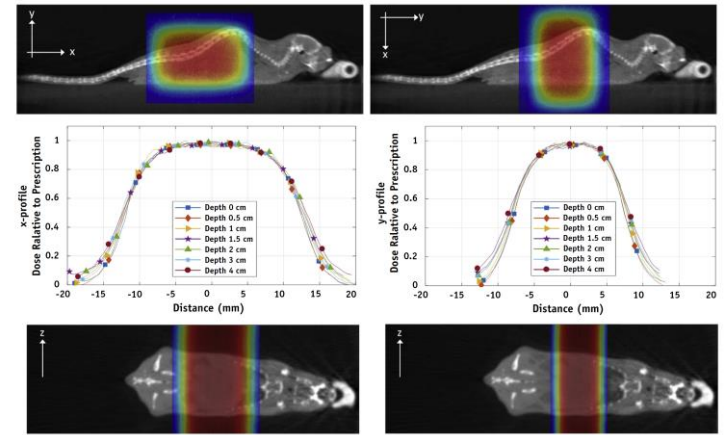 y
x
y
x
x-profile
Dose Ralative to Prescription
1
0.8
0.6
0.4
0.2
0
-20 -15 -10 -5 0 5 10 15 20
Distance (mm)
Depth 0 cm
Depth 0.5 cm
Depth 1 cm
Depth 1.5 cm
Depth 2 cm
Depth 3 cm
Depth 4 cm
y-profile
Dose Ralative to Prescription
1
0.8
0.6
0.4
0.2
0
-20 -15 -10 -5 0 5 10 15 20
Distance (mm)
Depth 0 cm
Depth 0.5 cm
Depth 1 cm
Depth 1.5 cm
Depth 2 cm
Depth 3 cm
Depth 4 cm
z
z